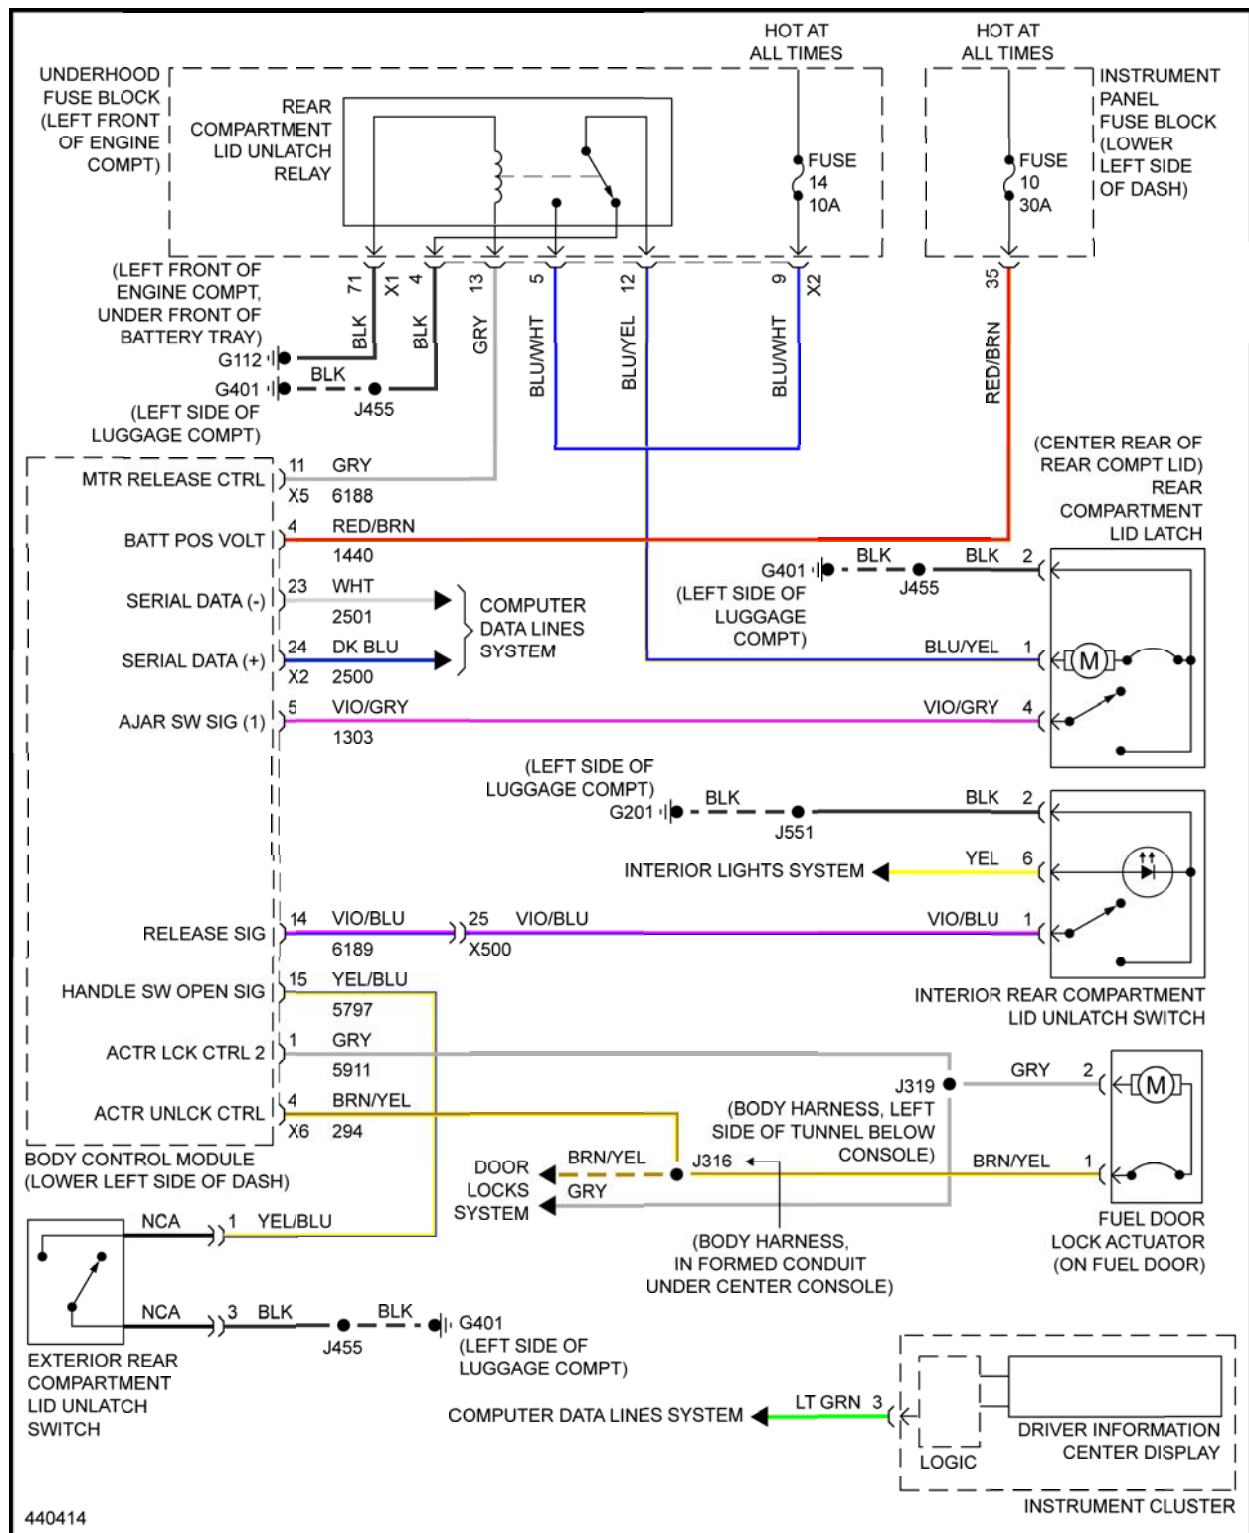 HOT AT
ALL TIMES
HOT AT
ALL TIMES
UNDERHOOD
FUSE BLOCK
(LEFT FRONT
OF ENGINE
COMPT)
REAR
COMPARTMENT
LID UNLATCH
RELAY
FUSE
14
10A
FUSE
10
30A
INSTRUMENT
PANEL
FUSE BLOCK
(LOWER
LEFT SIDE
OF DASH)
71
X1
4
13
5
12
9
X2
35
BLK
BLK
GRY
BLU/WHT
BLU/YEL
BLU/WHT
RED/BRN
(LEFT FRONT OF
ENGINE COMPT,
UNDER FRONT OF
BATTERY TRAY)
G112
G401
BLK
J455
(LEFT SIDE OF
LUGGAGE COMPT)
MTR RELEASE CTRL
11
GRY
X5
6188
BATT POS VOLT
4
RED/BRN
1440
SERIAL DATA (-)
23
WHT
2501
SERIAL DATA (+)
24
DK BLU
X2
2500
COMPUTER
DATA LINES
SYSTEM
AJAR SW SIG (1)
5
VIO/GRY
1303
(CENTER REAR OF
REAR COMPT LID)
REAR
COMPARTMENT
LID LATCH
G401
BLK
J455
BLK
2
(LEFT SIDE OF
LUGGAGE
COMPT)
BLU/YEL
1
M
VIO/GRY
4
(LEFT SIDE OF
LUGGAGE COMPT)
G201
BLK
J551
BLK
2
INTERIOR LIGHTS SYSTEM
YEL
6
RELEASE SIG
14
VIO/BLU
6189
25
X500
VIO/BLU
VIO/BLU
1
INTERIOR REAR COMPARTMENT
LID UNLATCH SWITCH
HANDLE SW OPEN SIG
15
YEL/BLU
5797
ACTR LCK CTRL 2
1
GRY
5911
ACTR UNLCK CTRL
4
BRN/YEL
X6
294
BODY CONTROL MODULE
(LOWER LEFT SIDE OF DASH)
J319
GRY
2
M
(BODY HARNESS, LEFT
SIDE OF TUNNEL BELOW
CONSOLE)
DOOR
LOCKS
SYSTEM
BRN/YEL
GRY
J316
BRN/YEL
1
(BODY HARNESS,
IN FORMED CONDUIT
UNDER CENTER CONSOLE)
FUEL DOOR
LOCK ACTUATOR
(ON FUEL DOOR)
NCA
1
YEL/BLU
NCA
3
BLK
J455
BLK
G401
(LEFT SIDE OF
LUGGAGE COMPT)
EXTERIOR REAR
COMPARTMENT
LID UNLATCH
SWITCH
COMPUTER DATA LINES SYSTEM
LT GRN
3
LOGIC
DRIVER INFORMATION
CENTER DISPLAY
INSTRUMENT CLUSTER
440414